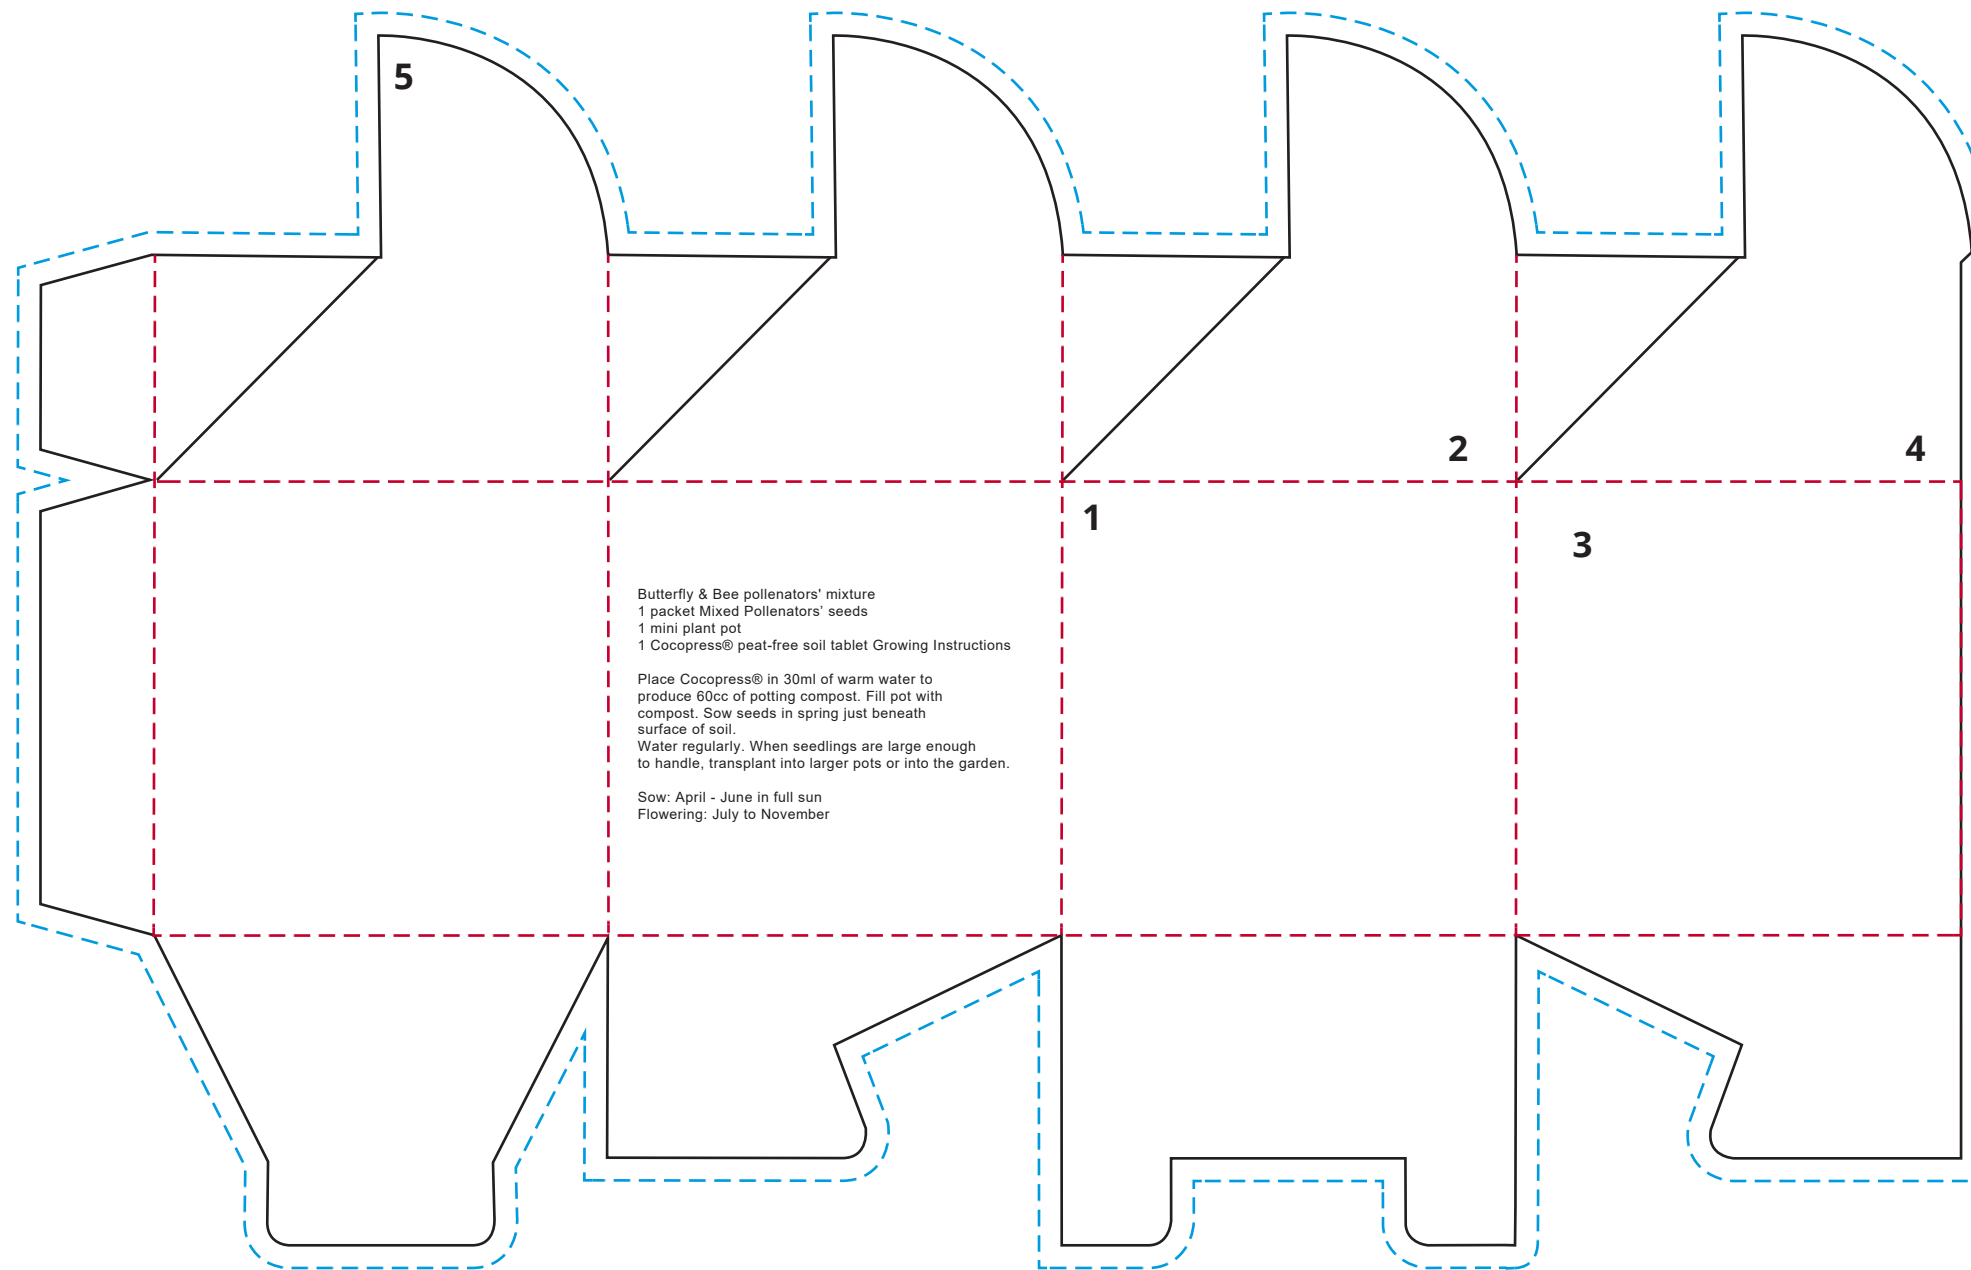 5
2
4
1
3
Butterfly & Bee pollenators' mixture
1 packet Mixed Pollenators’ seeds
1 mini plant pot
1 Cocopress® peat-free soil tablet Growing Instructions
Place Cocopress® in 30ml of warm water to
produce 60cc of potting compost. Fill pot with
compost. Sow seeds in spring just beneath
surface of soil.
Water regularly. When seedlings are large enough
to handle, transplant into larger pots or into the garden.
Sow: April - June in full sun
Flowering: July to November